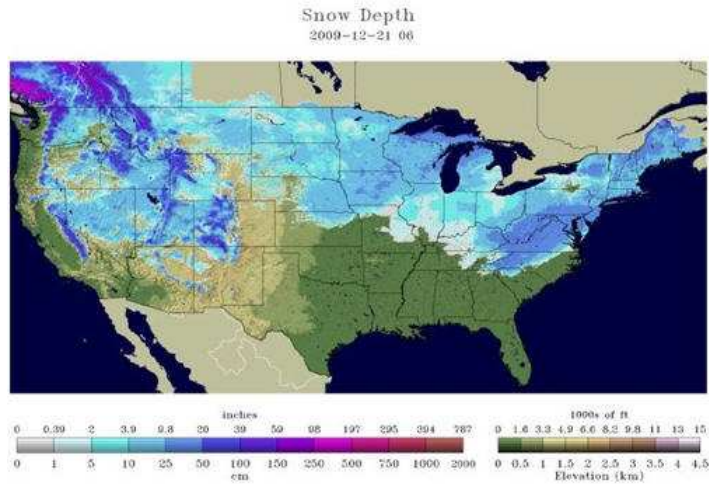 Snow Depth
2009-12-21 06
inches
0 0.39 2 3.9 9.8 20 39 59 98 197 295 394 787
0 1 5 10 25 50 100 150 250 500 750 1000 2000
cm
1000s of ft
0 1.6 3.3 4.9 6.6 8.2 9.8 11 13 15
0 0.5 1 1.5 2 2.5 3 3.5 4 4.5
Elevation (km)